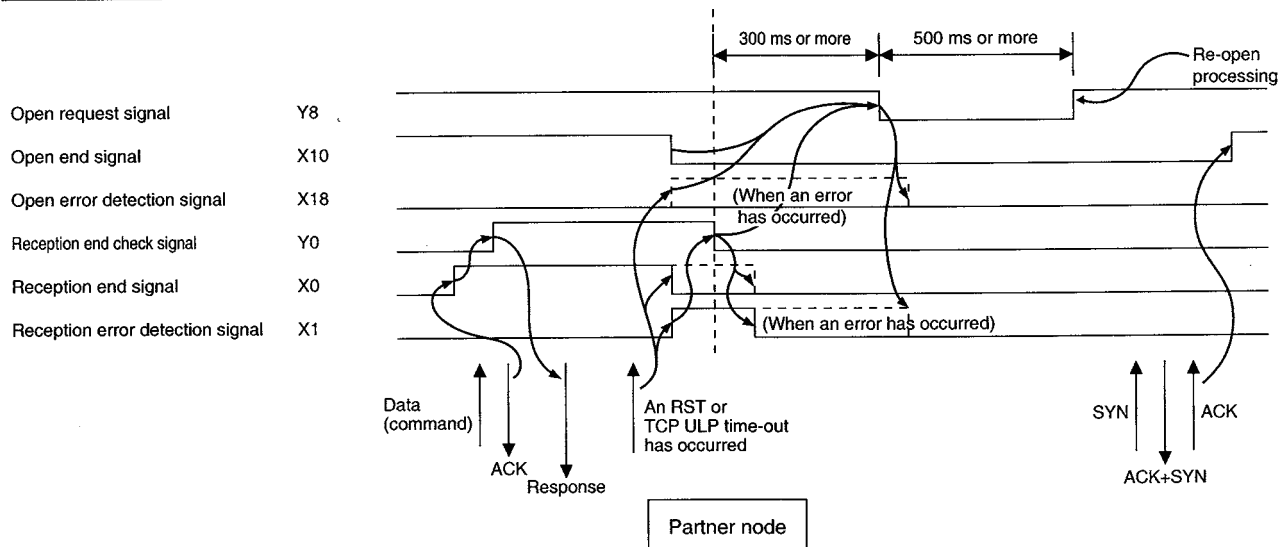 300 ms or more
500 ms or more
Re-open
processing
Open request signal Y8
Open end signal X10
Open error detection signal X18
(When an error
has occurred)
Reception end check signal Y0
Reception end signal X0
Reception error detection signal X1
(When an error has occurred)
Data
(command)
ACK
Response
An RST or
TCP ULP time-out
has occurred
SYN
ACK
ACK+SYN
Partner node